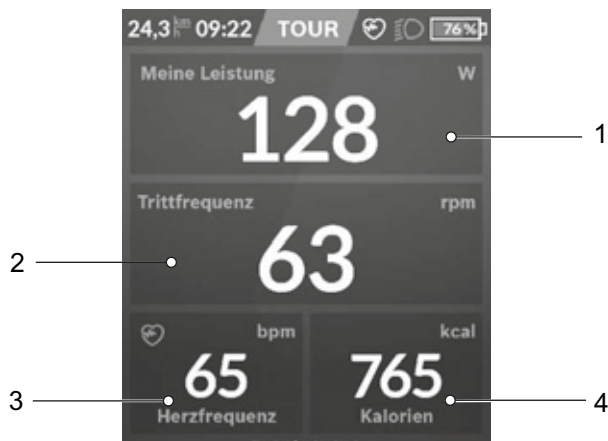 24,3 km/h 09:22 TOUR 76%
Meine Leistung W
128
1
Trittfrequenz rpm
63
2
bpm kcal
65 765
3 4
Herzfrequenz Kalorien